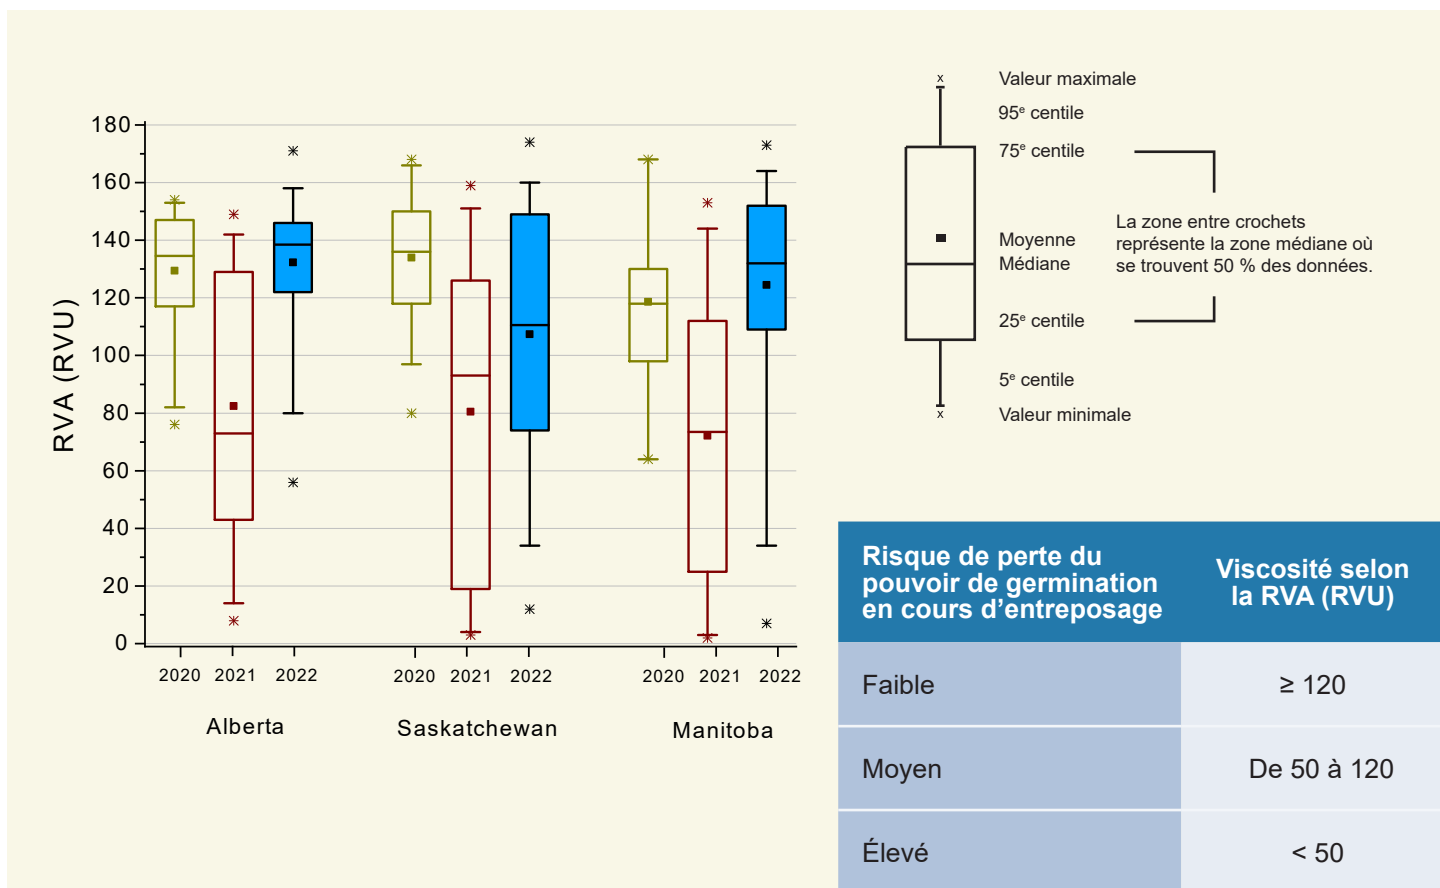 RVA (RVU)
180
160
140
120
100
80
60
40
20
0
2020 2021 2022
2020 2021 2022
2020 2021 2022
Alberta
Saskatchewan
Manitoba
x
Valeur maximale
95e centile
75e centile
Moyenne
Médiane
25e centile
5e centile
x
Valeur minimale
La zone entre crochets
représente la zone médiane où
se trouvent 50 % des données.
Risque de perte du
pouvoir de germination
en cours d’entreposage
Viscosité selon
la RVA (RVU)
Faible
≥ 120
Moyen
De 50 à 120
Élevé
< 50